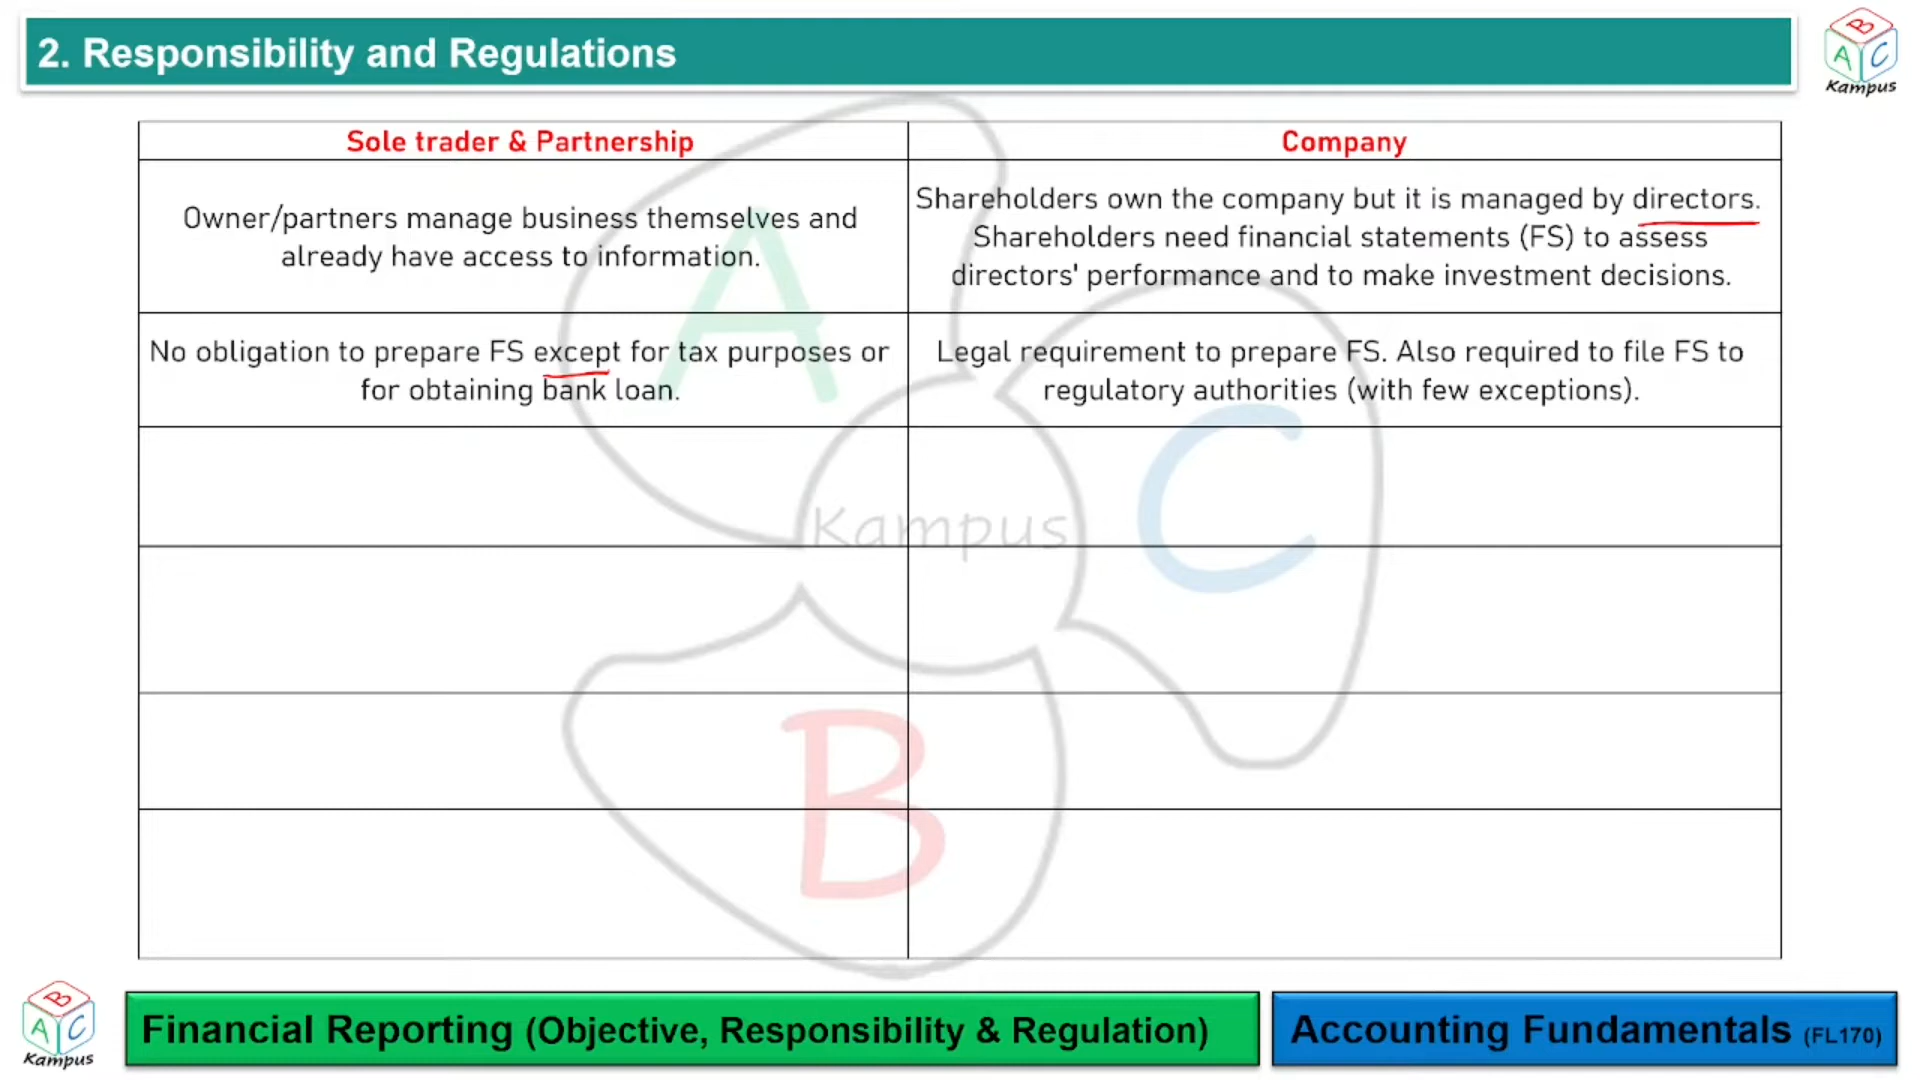 2. Responsibility and Regulations
B
A C
Kampus
Sole trader & Partnership
Company
Owner/partners manage business themselves and
already have access to information.
Shareholders own the company but it is managed by directors.
Shareholders need financial statements (FS) to assess
directors' performance and to make investment decisions.
No obligation to prepare FS except for tax purposes or
for obtaining bank loan.
Legal requirement to prepare FS. Also required to file FS to
regulatory authorities (with few exceptions).
A
C
Kampus
B
B
A C
Kampus
Financial Reporting (Objective, Responsibility & Regulation)
Accounting Fundamentals (FL170)